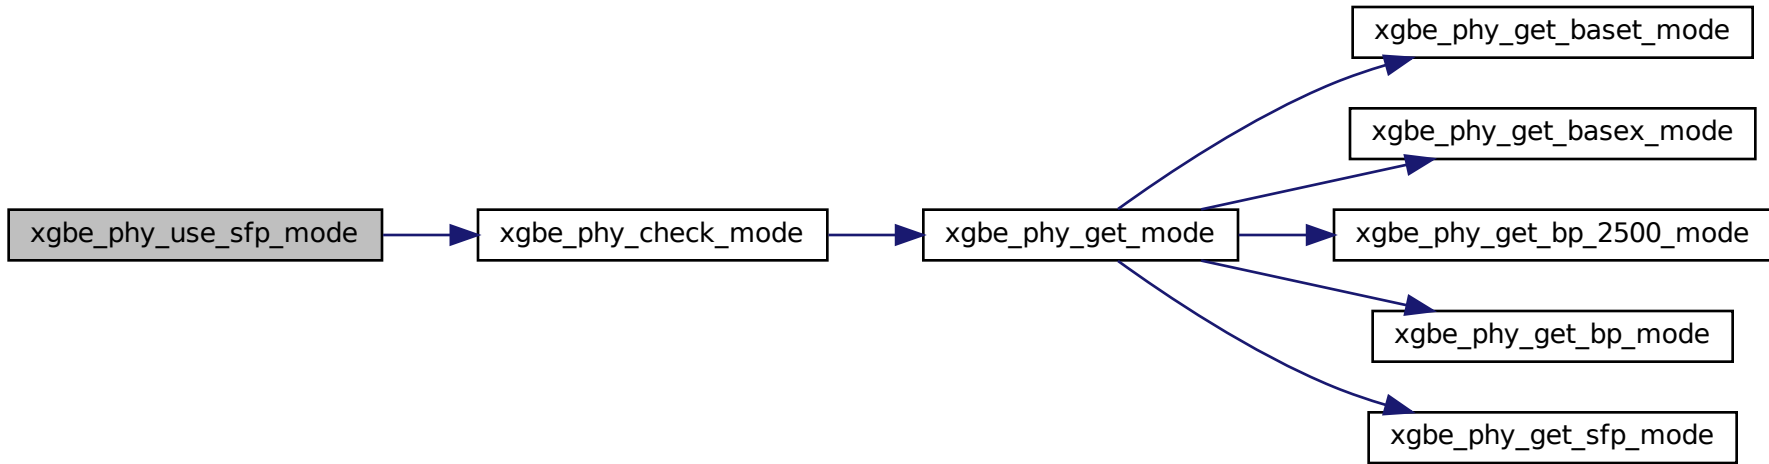 xgbe_phy_get_baset_mode
xgbe_phy_get_basex_mode
xgbe_phy_use_sfp_mode
xgbe_phy_check_mode
xgbe_phy_get_mode
xgbe_phy_get_bp_2500_mode
xgbe_phy_get_bp_mode
xgbe_phy_get_sfp_mode